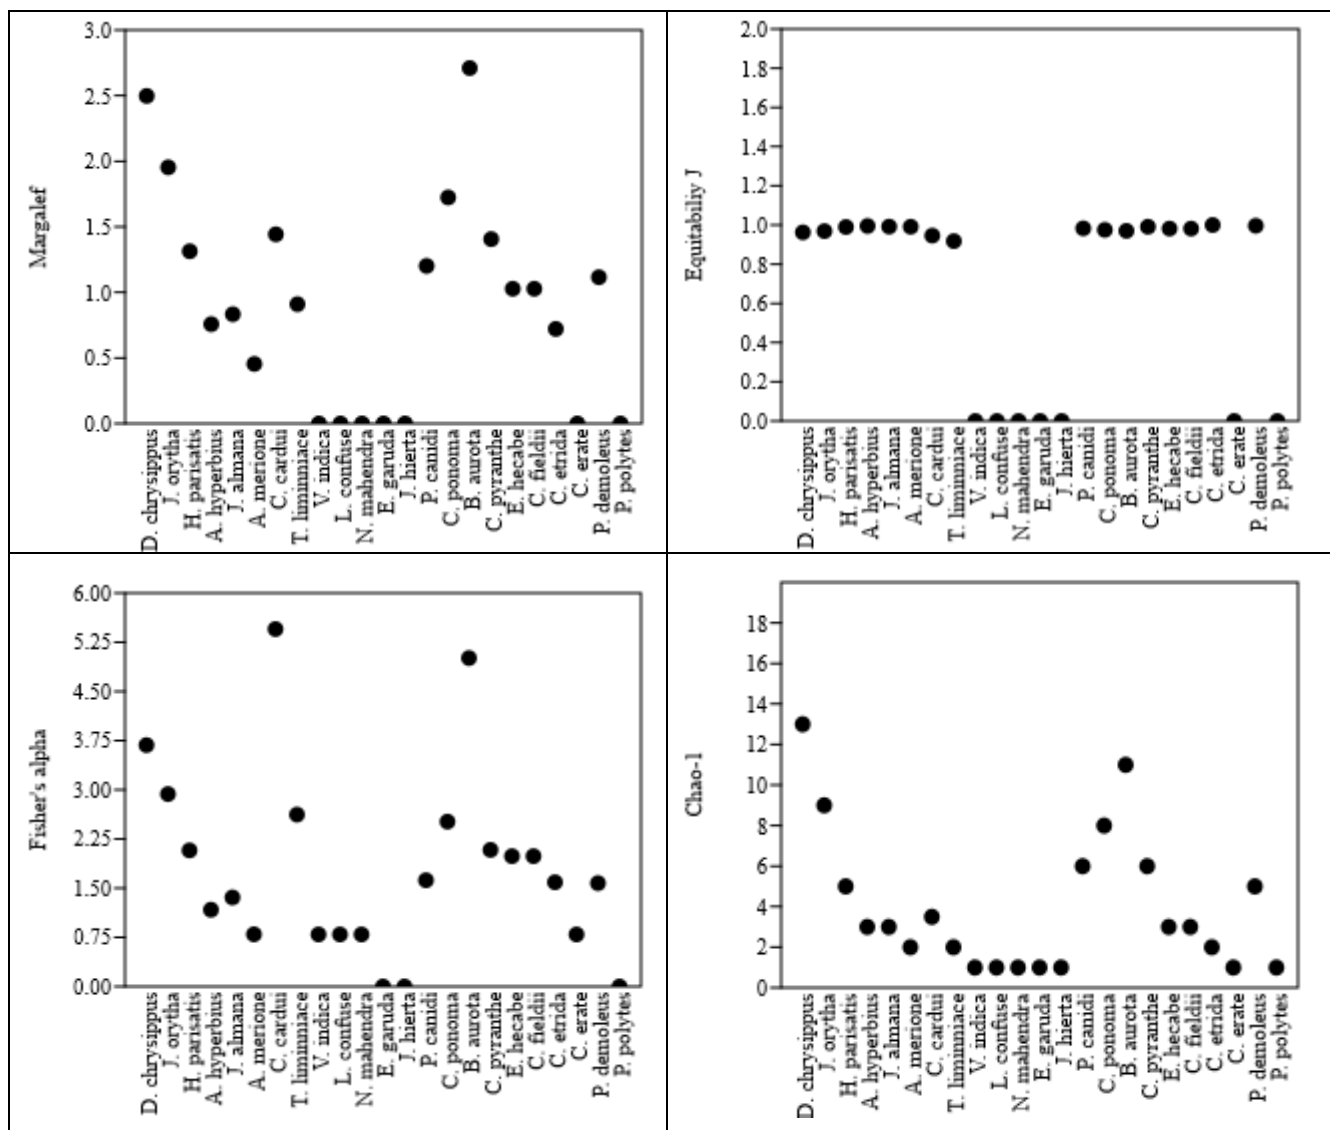 Margalef
3.0
2.5
2.0
1.5
1.0
0.5
0.0
D. chrysippus
J. orytha
H. parisatis
A. hyperbius
J. almana
A. merione
C. cardui
T. liminniace
V. indica
L. confuse
N. mahendra
E. garuda
J. hierta
P. canidi
C. ponoma
B. aurota
C. pyranthe
E. hecabe
C. fieldii
C. etrida
C. erate
P. demoleus
P. polytes
Equitabiliy J
2.0
1.8
1.6
1.4
1.2
1.0
0.8
0.6
0.4
0.2
0.0
D. chrysippus
J. orytha
H. parisatis
A. hyperbius
J. almana
A. merione
C. cardui
T. liminniace
V. indica
L. confuse
N. mahendra
E. garuda
J. hierta
P. canidi
C. ponoma
B. aurota
C. pyranthe
E. hecabe
C. fieldii
C. etrida
C. erate
P. demoleus
P. polytes
Fisher's alpha
6.00
5.25
4.50
3.75
3.00
2.25
1.50
0.75
0.00
D. chrysippus
J. orytha
H. parisatis
A. hyperbius
J. almana
A. merione
C. cardui
T. liminniace
V. indica
L. confuse
N. mahendra
E. garuda
J. hierta
P. canidi
C. ponoma
B. aurota
C. pyranthe
E. hecabe
C. fieldii
C. etrida
C. erate
P. demoleus
P. polytes
Chao-1
18
16
14
12
10
8
6
4
2
0
D. chrysippus
J. orytha
H. parisatis
A. hyperbius
J. almana
A. merione
C. cardui
T. liminniace
V. indica
L. confuse
N. mahendra
E. garuda
J. hierta
P. canidi
C. ponoma
B. aurota
C. pyranthe
E. hecabe
C. fieldii
C. etrida
C. erate
P. demoleus
P. polytes